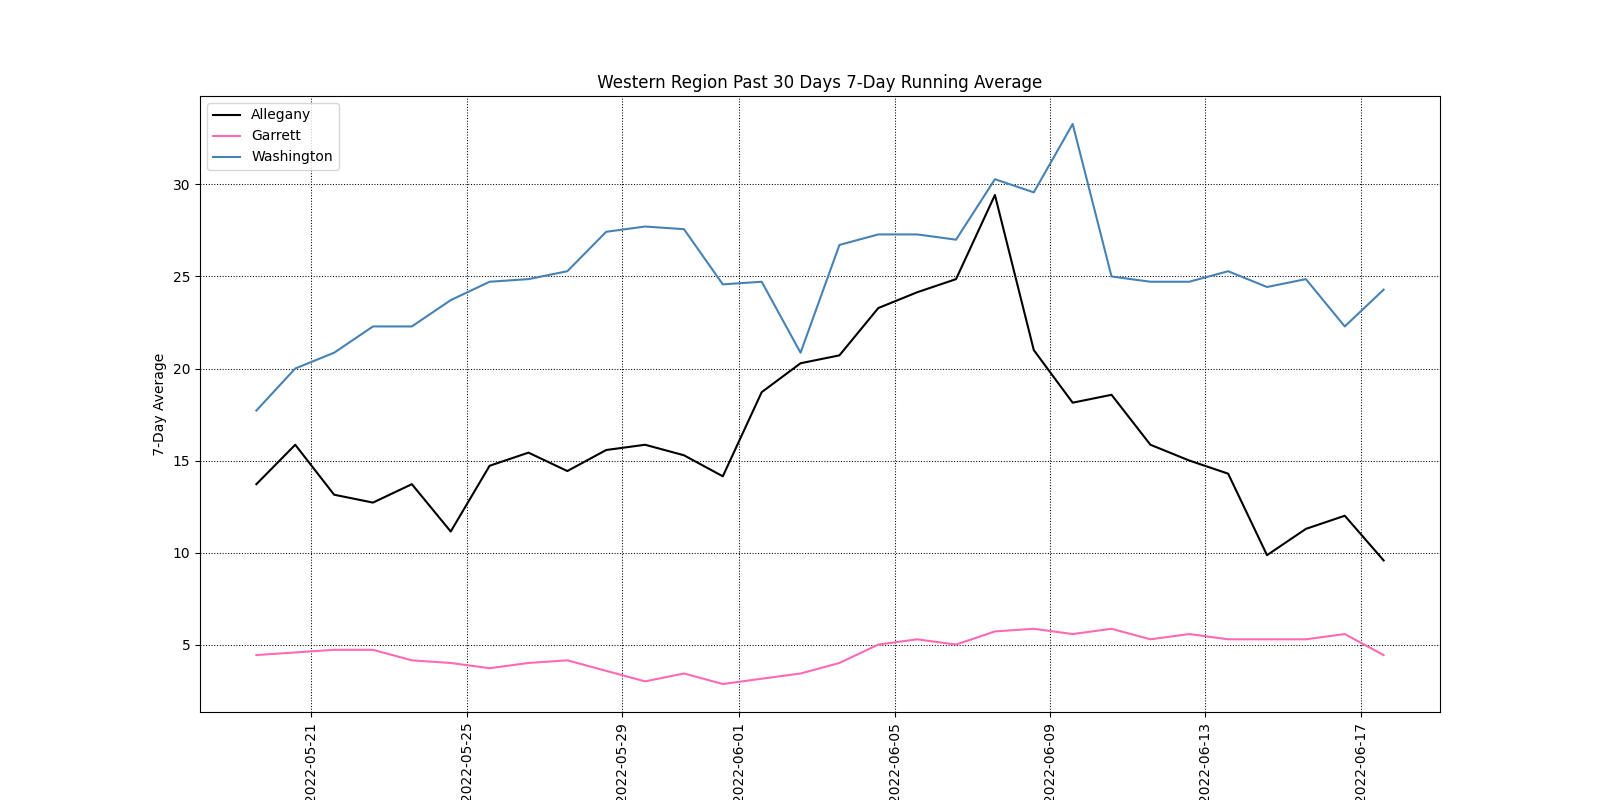 Western Region Past 30 Days 7-Day Running Average
Allegany
Garrett
Washington
7-Day Average
30
25
20
15
10
5
2022-05-21
2022-05-25
2022-05-29
2022-06-01
2022-06-05
2022-06-09
2022-06-13
2022-06-17